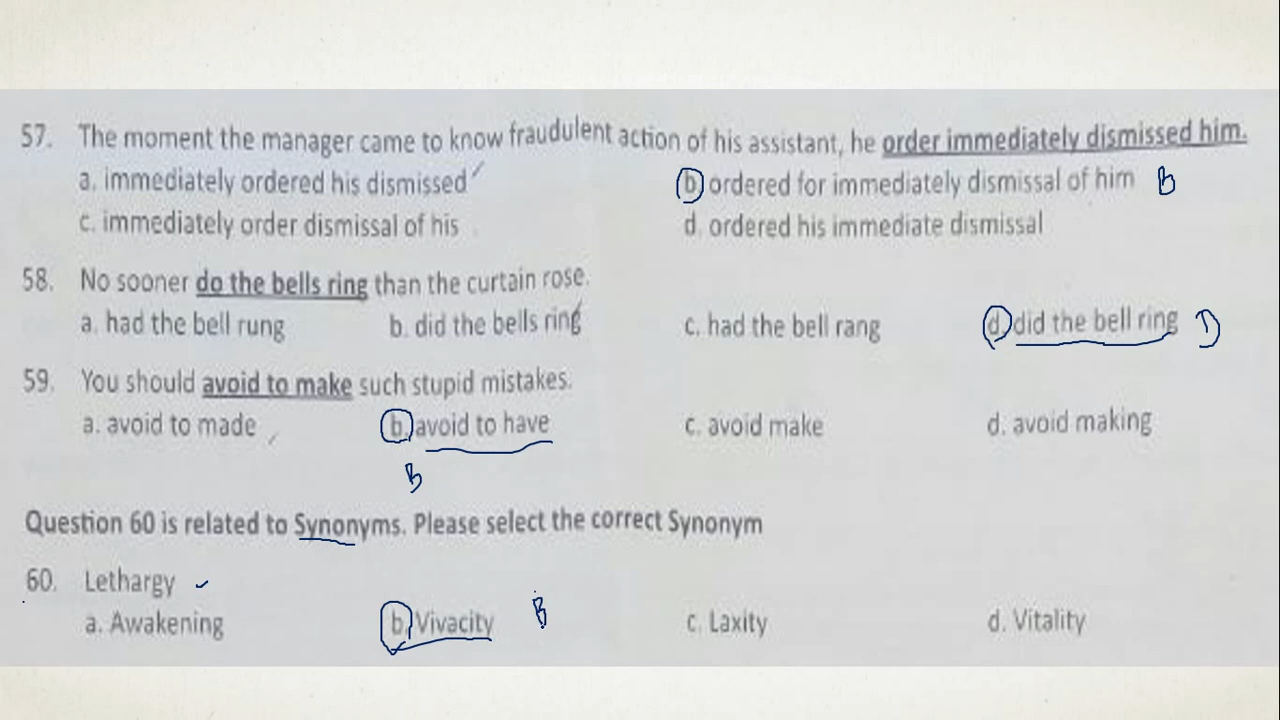 57. The moment the manager came to know fraudulent action of his assistant, he order immediately dismissed him.
a. immediately ordered his dismissed b. ordered for immediately dismissal of him B
c. immediately order dismissal of his d. ordered his immediate dismissal
58. No sooner do the bells ring than the curtain rose.
a. had the bell rung b. did the bells ring c. had the bell rang d. did the bell ring D
59. You should avoid to make such stupid mistakes.
a. avoid to made b. avoid to have c. avoid make d. avoid making
B
Question 60 is related to Synonyms. Please select the correct Synonym
60. Lethargy
a. Awakening b. Vivacity B c. Laxity d. Vitality